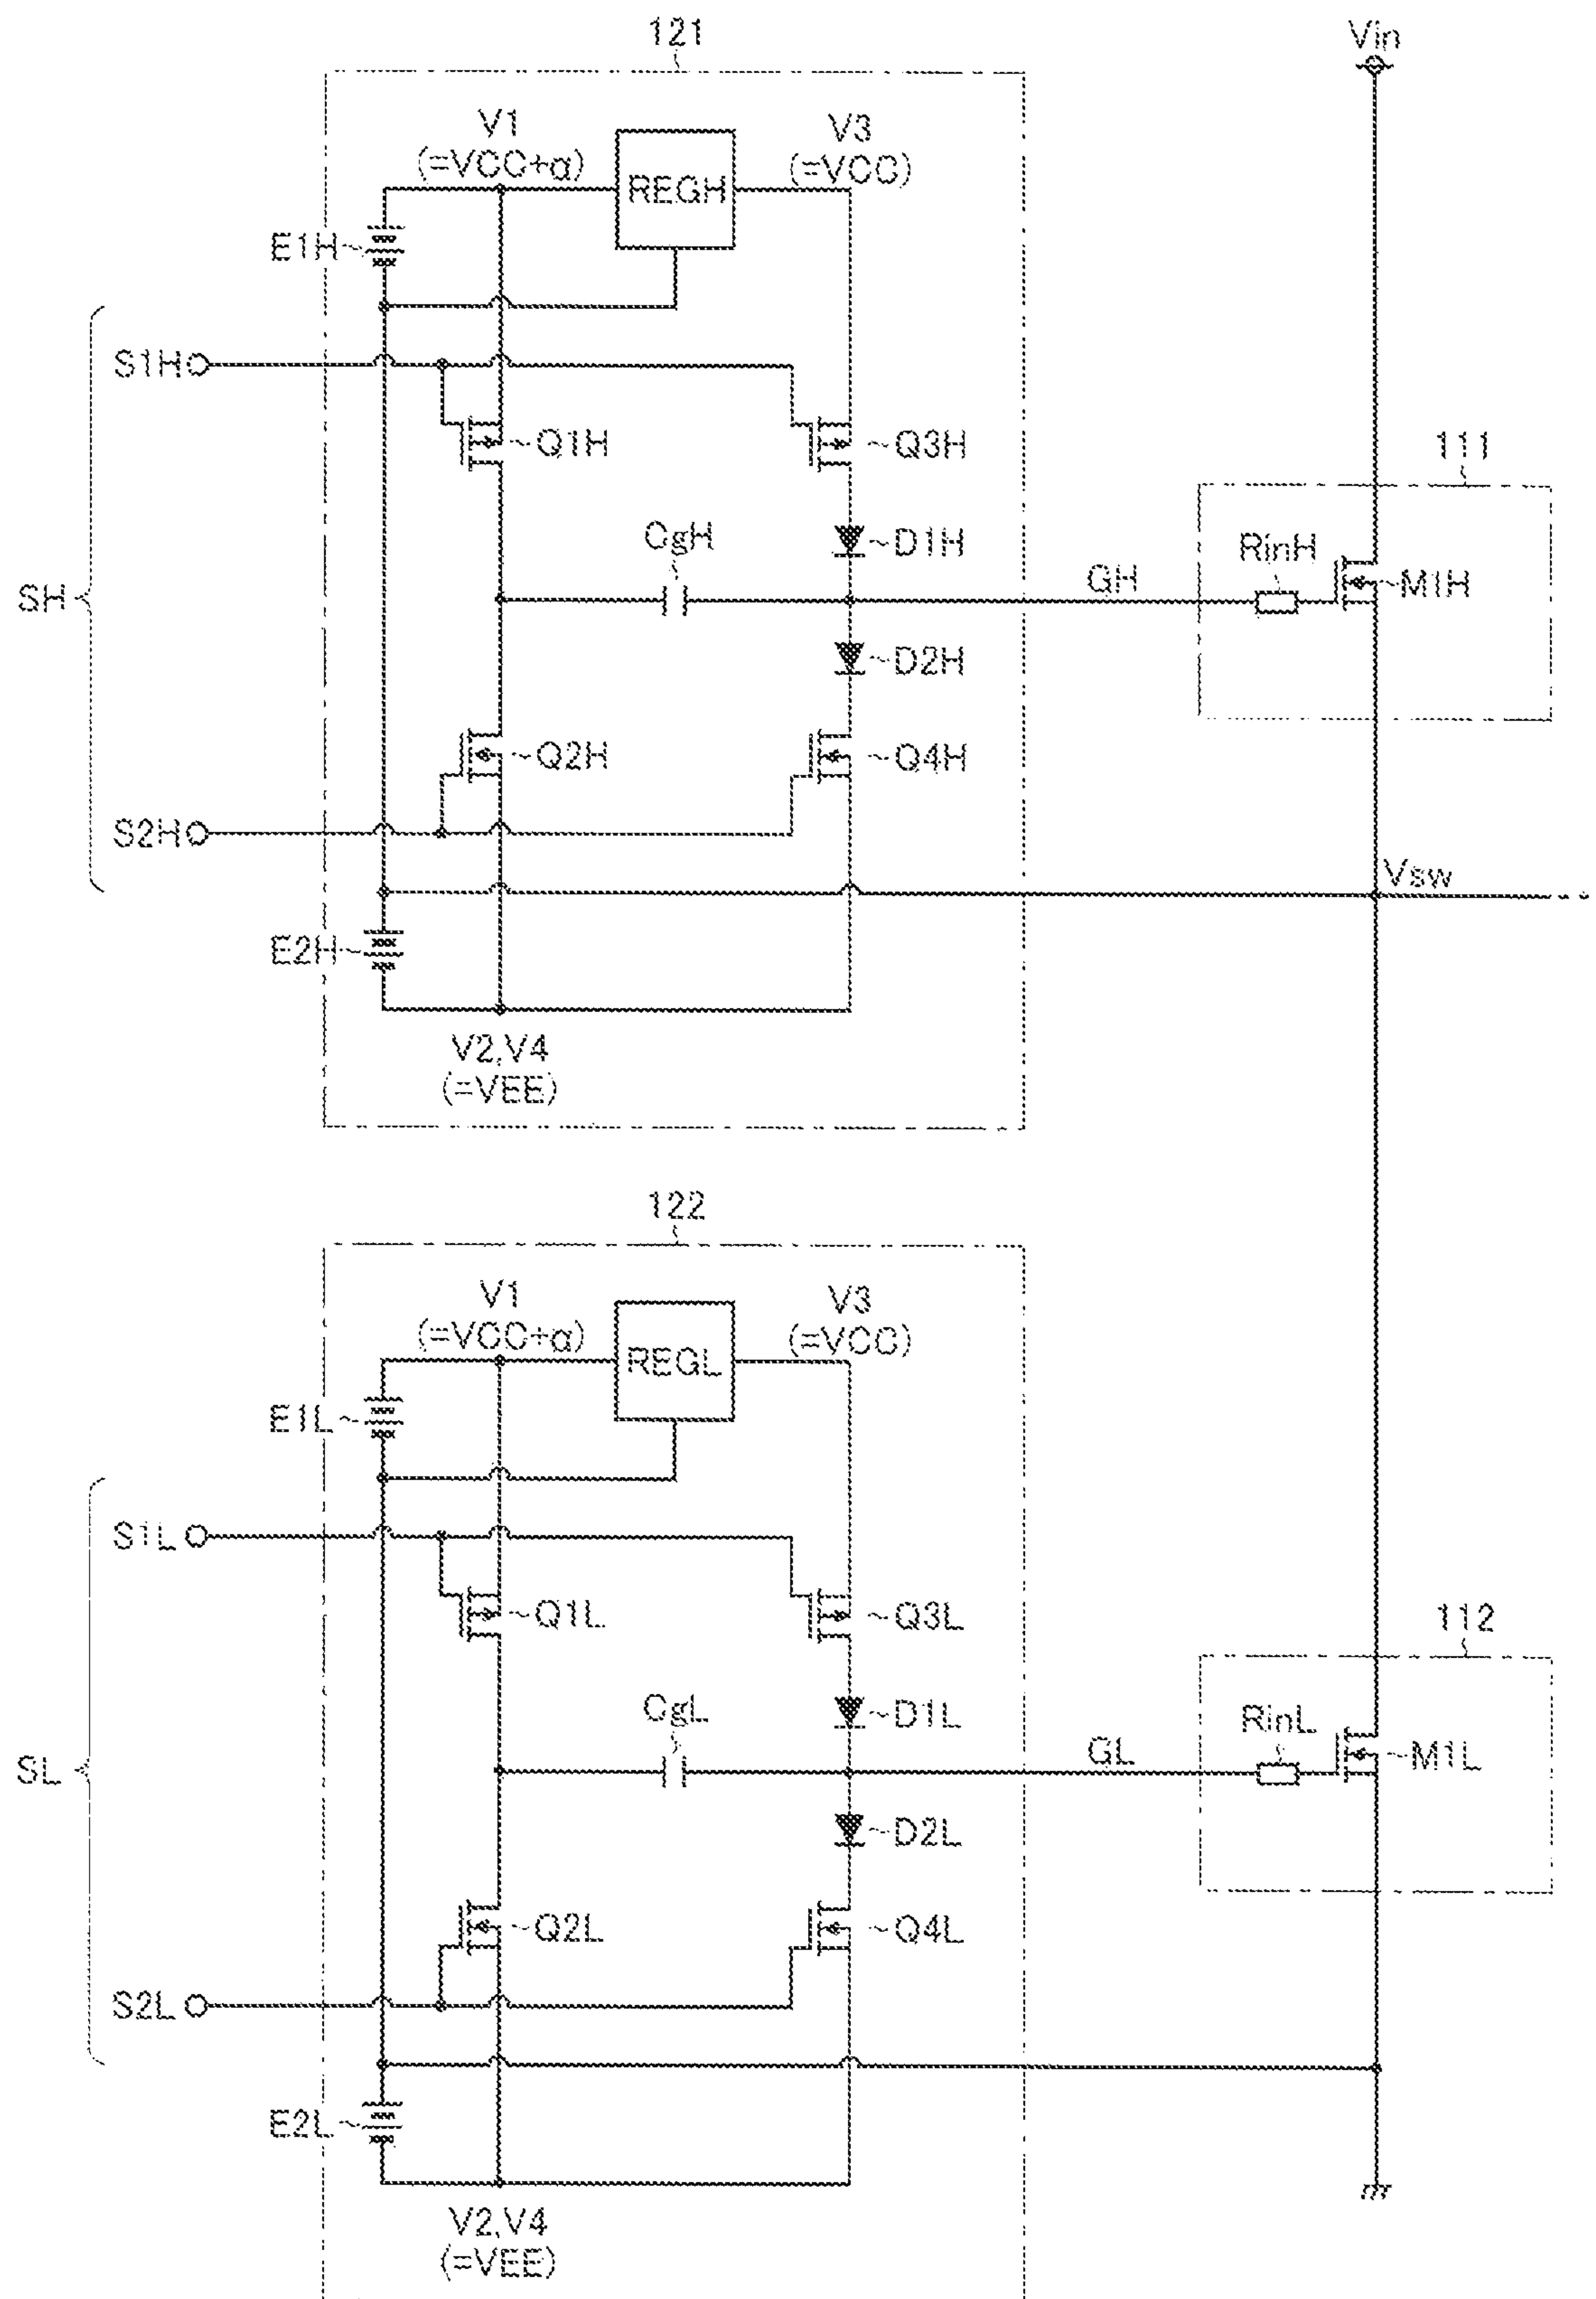 121
Vin
V1
(=VCC+α)
REGH
V3
(=VCC)
E1H
S1H
Q1H
Q3H
111
CgH
D1H
RinH
GH
M1H
SH
D2H
Q2H
Q4H
S2H
Vsw
E2H
V2,V4
(=VEE)
122
V1
(=VCC+α)
REGL
V3
(=VCC)
E1L
S1L
Q1L
Q3L
112
CgL
D1L
RinL
GL
M1L
SL
D2L
Q2L
Q4L
S2L
E2L
V2,V4
(=VEE)